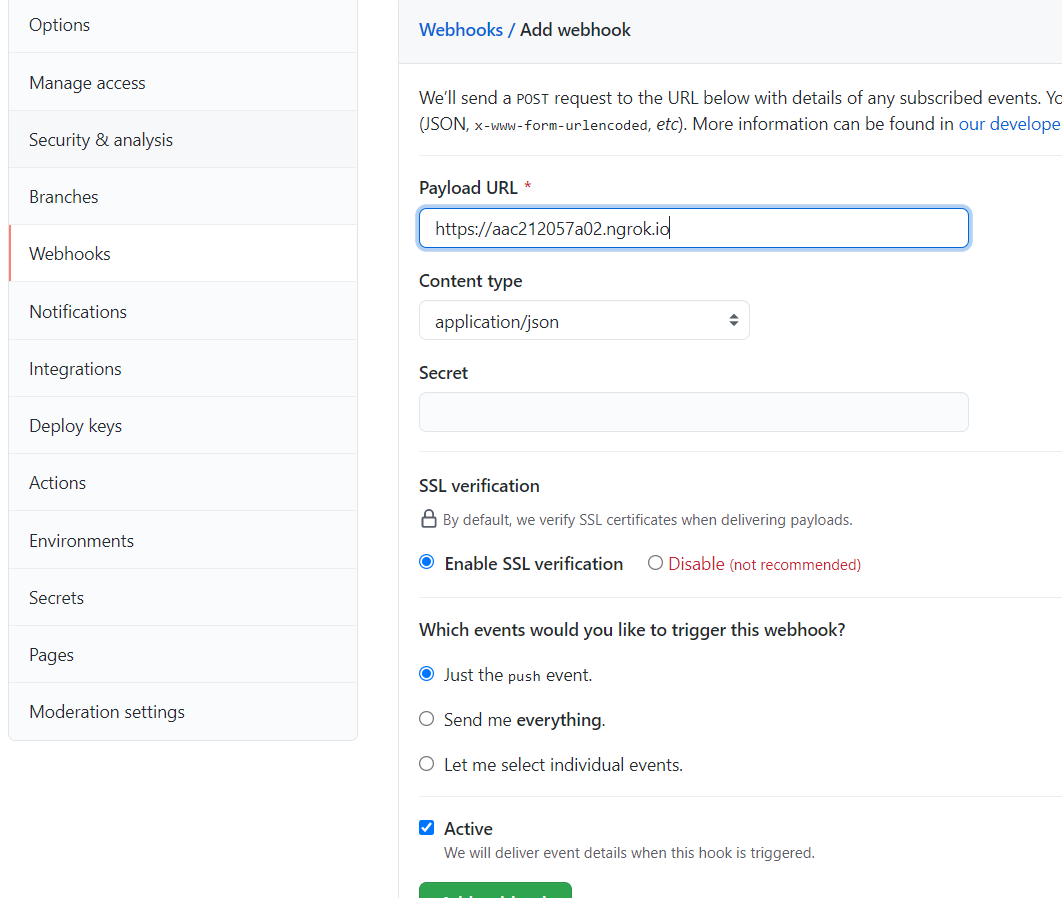 Options
Manage access
Security & analysis
Branches
Webhooks
Notifications
Integrations
Deploy keys
Actions
Environments
Secrets
Pages
Moderation settings
Webhooks / Add webhook
We'll send a POST request to the URL below with details of any subscribed events.
(JSON, x-www-form-urlencoded, etc). More information can be found in our
Payload URL *
https://aac212057a02.ngrok.io
Content type
application/json
Secret
SSL verification
By default, we verify SSL certificates when delivering payloads.
Enable SSL verification Disable (not recommended)
Which events would you like to trigger this webhook?
Just the push event.
Send me everything.
Let me select individual events.
Active
We will deliver event details when this hook is triggered.